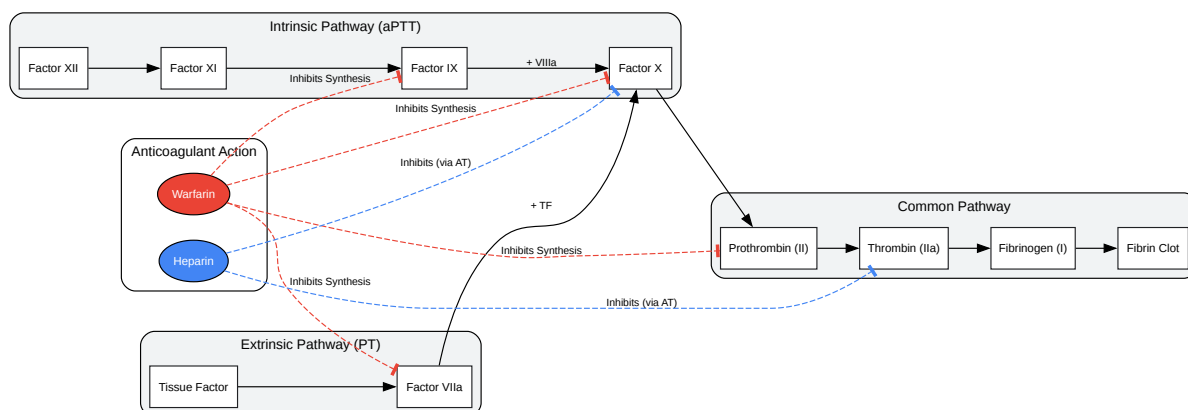 Intrinsic Pathway (aPTT)
Factor XII
Factor XI
Factor IX
+ VIIIa
Factor X
Inhibits Synthesis
Inhibits Synthesis
Anticoagulant Action
Inhibits (via AT)
Warfarin
+ TF
Common Pathway
Prothrombin (II)
Thrombin (IIa)
Fibrinogen (I)
Fibrin Clot
Inhibits Synthesis
Heparin
Inhibits Synthesis
Inhibits (via AT)
Extrinsic Pathway (PT)
Tissue Factor
Factor VIIa